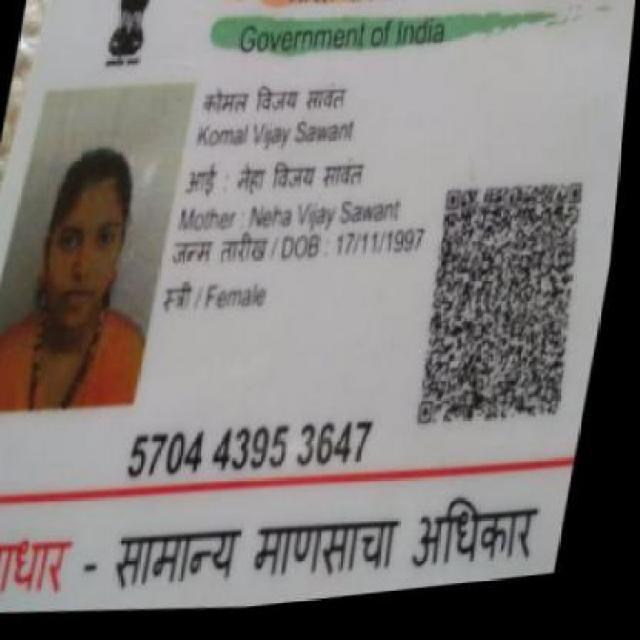 Government of India
कोमल विजय सावंत
Komal Vijay Sawant
आई : नेहा विजय सावंत
Mother : Neha Vijay Sawant
जन्म तारीख / DOB : 17/11/1997
स्त्री / Female
5704 4395 3647
- सामान्य माणसाचा अधिकार